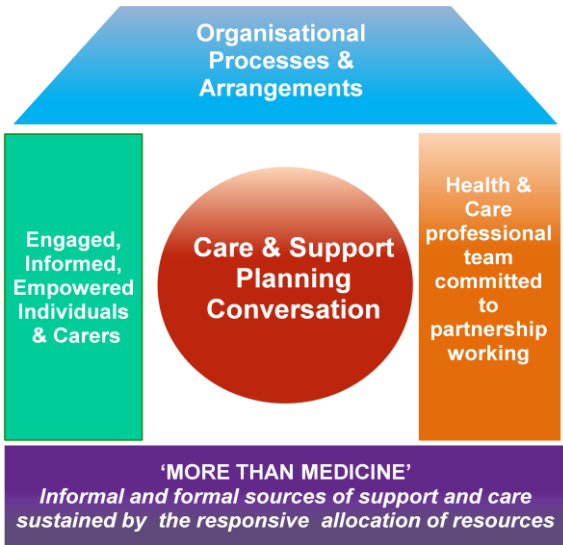 Organisational
Processes &
Arrangements
Engaged,
Informed,
Empowered
Individuals
& Carers
Care & Support
Planning
Conversation
Health &
Care
professional
team
committed
to
partnership
working
‘MORE THAN MEDICINE’
Informal and formal sources of support and care
sustained by the responsive allocation of resources